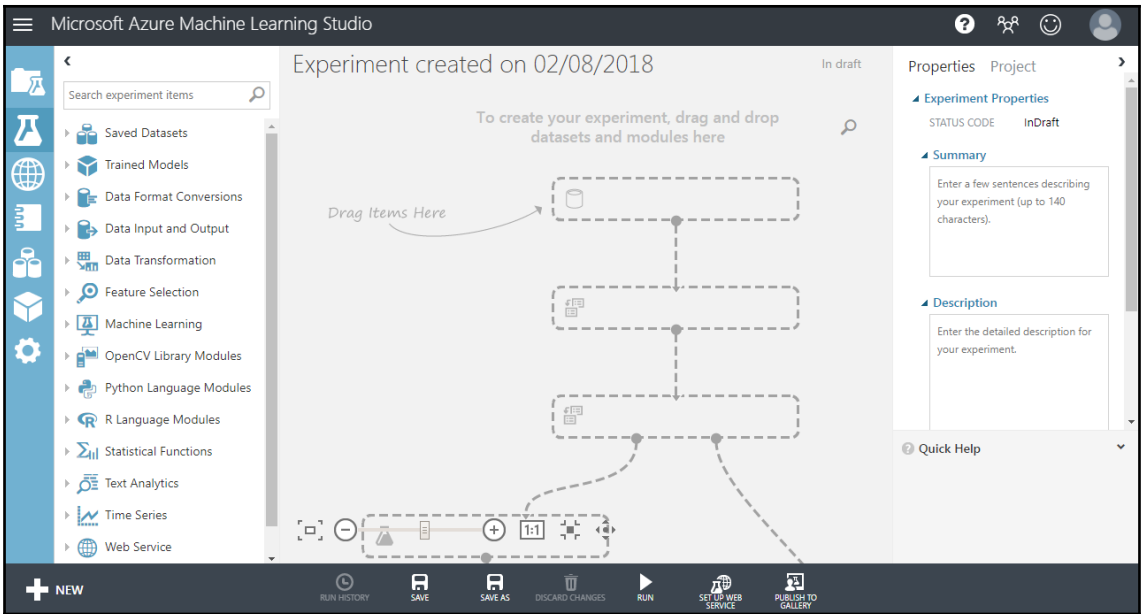 Microsoft Azure Machine Learning Studio
?
Search experiment items
Saved Datasets
Trained Models
Data Format Conversions
Data Input and Output
Data Transformation
Feature Selection
Machine Learning
OpenCV Library Modules
Python Language Modules
R Language Modules
Statistical Functions
Text Analytics
Time Series
Web Service
Experiment created on 02/08/2018
In draft
To create your experiment, drag and drop
datasets and modules here
Drag Items Here
1:1
Properties Project
Experiment Properties
STATUS CODE InDraft
Summary
Enter a few sentences describing
your experiment (up to 140
characters).
Description
Enter the detailed description for
your experiment.
? Quick Help
NEW
RUN HISTORY
SAVE
SAVE AS
DISCARD CHANGES
RUN
SET UP WEB
SERVICE
PUBLISH TO
GALLERY